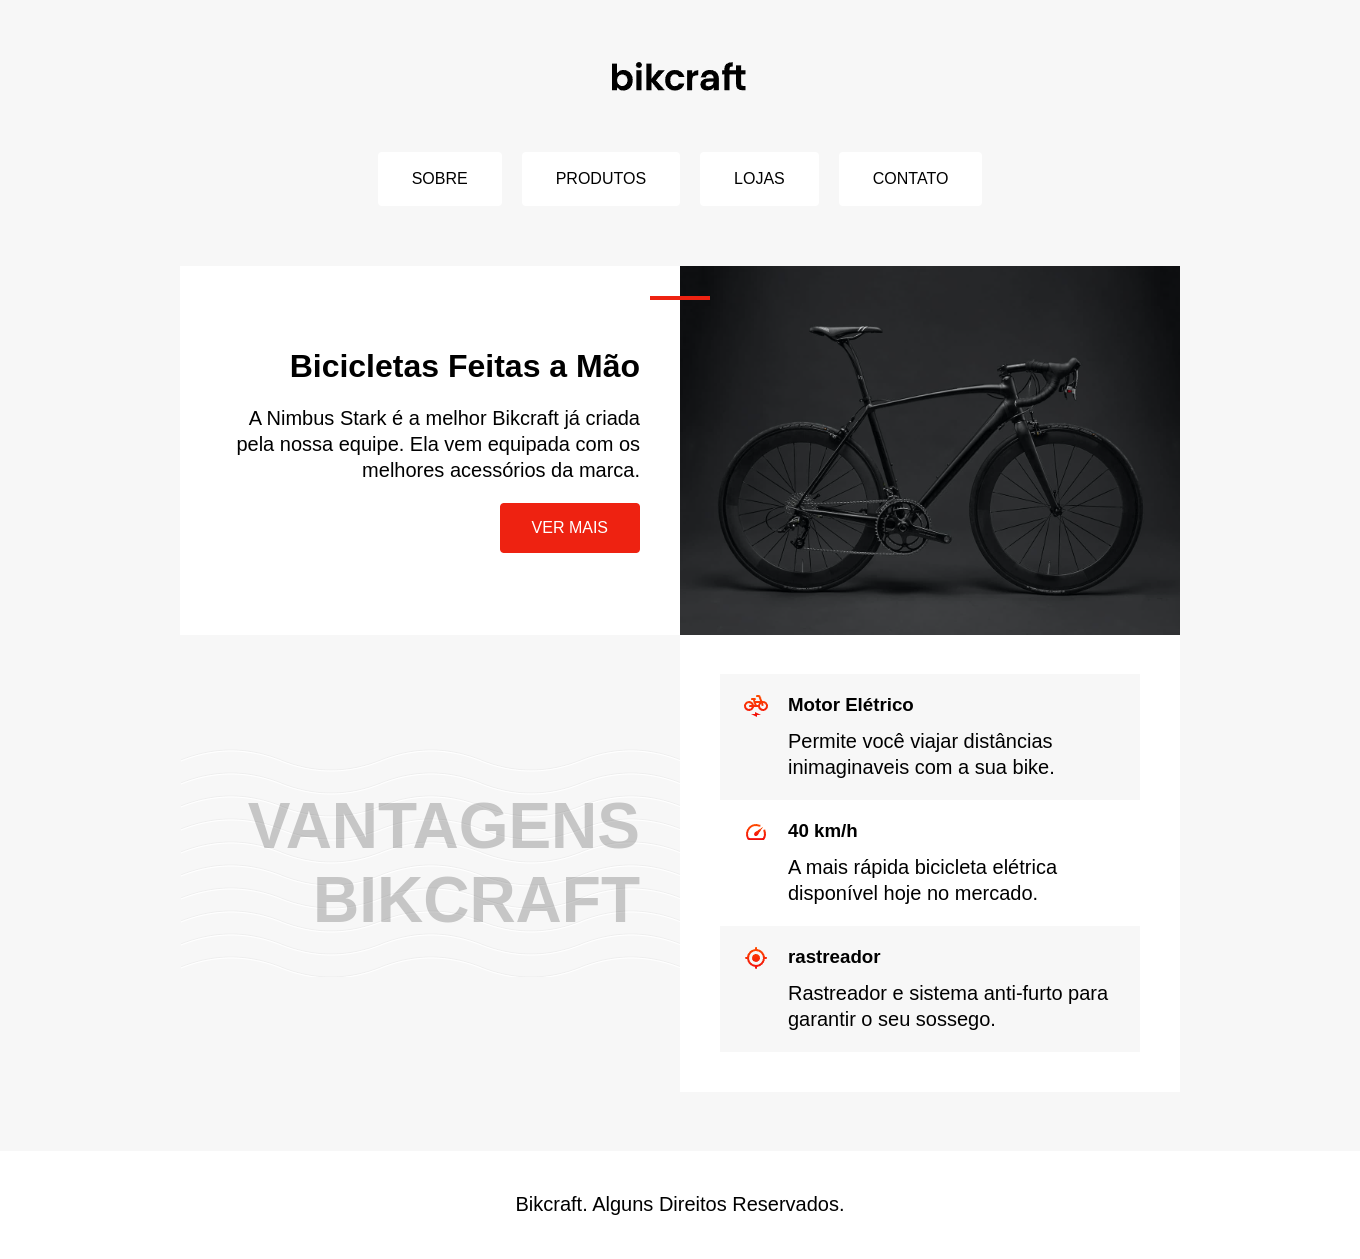 bikcraft
SOBRE
PRODUTOS
LOJAS
CONTATO
Bicicletas Feitas a Mão
A Nimbus Stark é a melhor Bikcraft já criada
pela nossa equipe. Ela vem equipada com os
melhores acessórios da marca.
VER MAIS
VANTAGENS
BIKCRAFT
Motor Elétrico
Permite você viajar distâncias
inimaginaveis com a sua bike.
40 km/h
A mais rápida bicicleta elétrica
disponível hoje no mercado.
rastreador
Rastreador e sistema anti-furto para
garantir o seu sossego.
Bikcraft. Alguns Direitos Reservados.